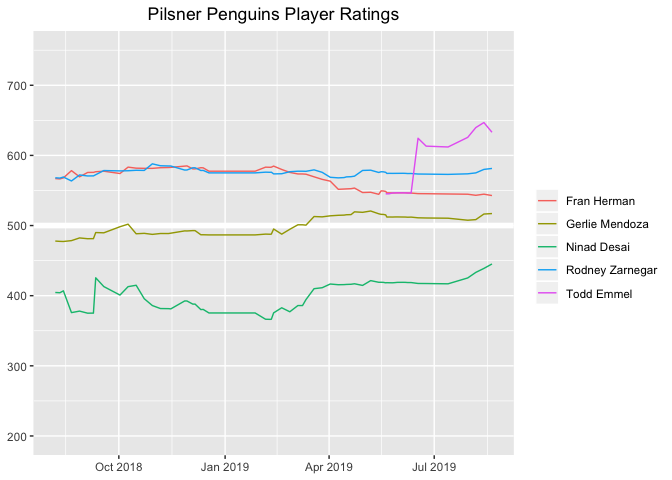 Pilsner Penguins Player Ratings
700
600
500
400
300
200
Oct 2018
Jan 2019
Apr 2019
Jul 2019
Fran Herman
Gerlie Mendoza
Ninad Desai
Rodney Zarnegar
Todd Emmel